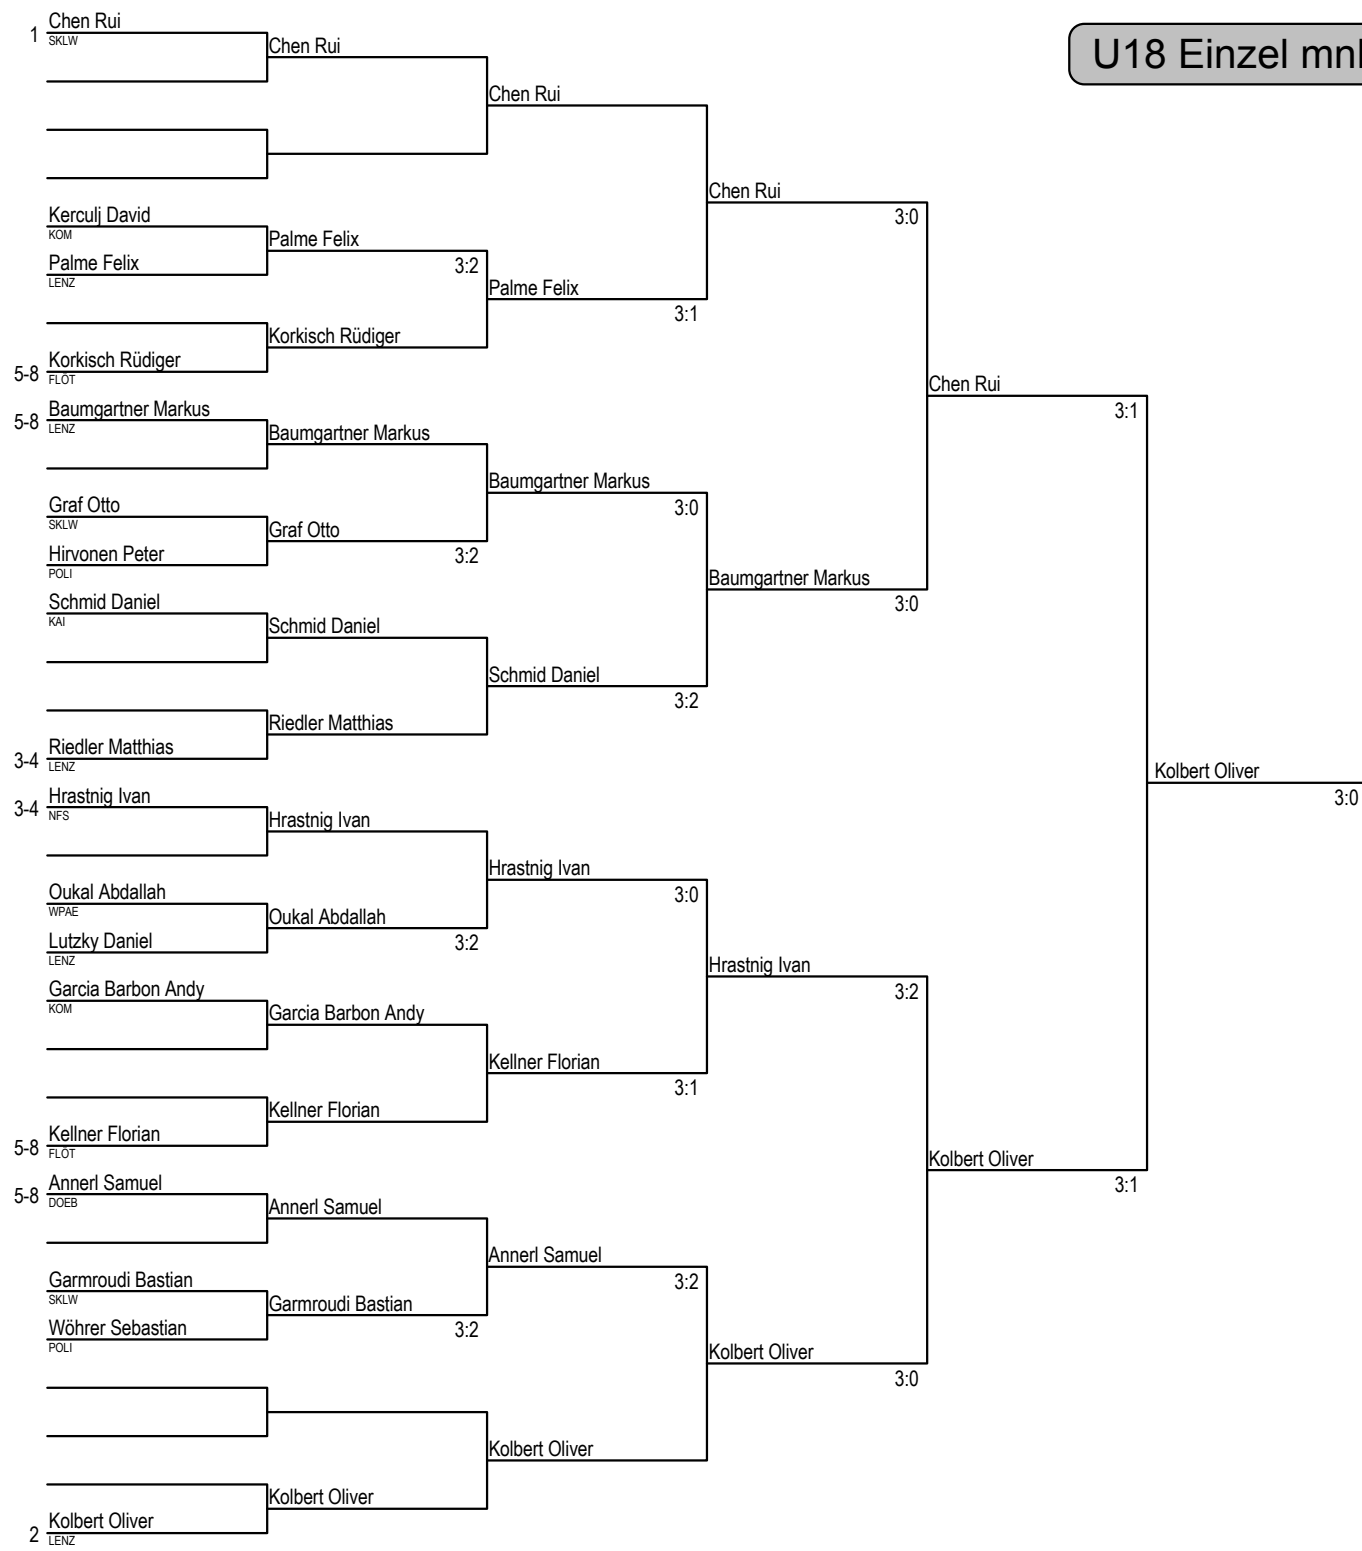 U18 Einzel mnl
1 Chen Rui
SKLW
Kerculj David
KOM
Palme Felix
LENZ
5-8 Korkisch Rüdiger
FLÖT
5-8 Baumgartner Markus
LENZ
Graf Otto
SKLW
Hirvonen Peter
POLI
Schmid Daniel
KAI
3-4 Riedler Matthias
LENZ
3-4 Hrastnig Ivan
NFS
Oukal Abdallah
WPAE
Lutzky Daniel
LENZ
Garcia Barbon Andy
KOM
5-8 Kellner Florian
FLÖT
5-8 Annerl Samuel
DOEB
Garmroudi Bastian
SKLW
Wöhrer Sebastian
POLI
2 Kolbert Oliver
LENZ
Chen Rui
Palme Felix
3:2
Korkisch Rüdiger
Baumgartner Markus
Graf Otto
3:2
Schmid Daniel
Riedler Matthias
Hrastnig Ivan
Oukal Abdallah
3:2
Garcia Barbon Andy
Kellner Florian
Annerl Samuel
Garmroudi Bastian
3:2
Kolbert Oliver
Chen Rui
Palme Felix
3:1
Baumgartner Markus
3:0
Schmid Daniel
3:2
Hrastnig Ivan
3:0
Kellner Florian
3:1
Annerl Samuel
3:2
Kolbert Oliver
Chen Rui
3:0
Baumgartner Markus
3:0
Hrastnig Ivan
3:2
Kolbert Oliver
3:0
Chen Rui
3:1
Kolbert Oliver
3:1
Kolbert Oliver
3:0